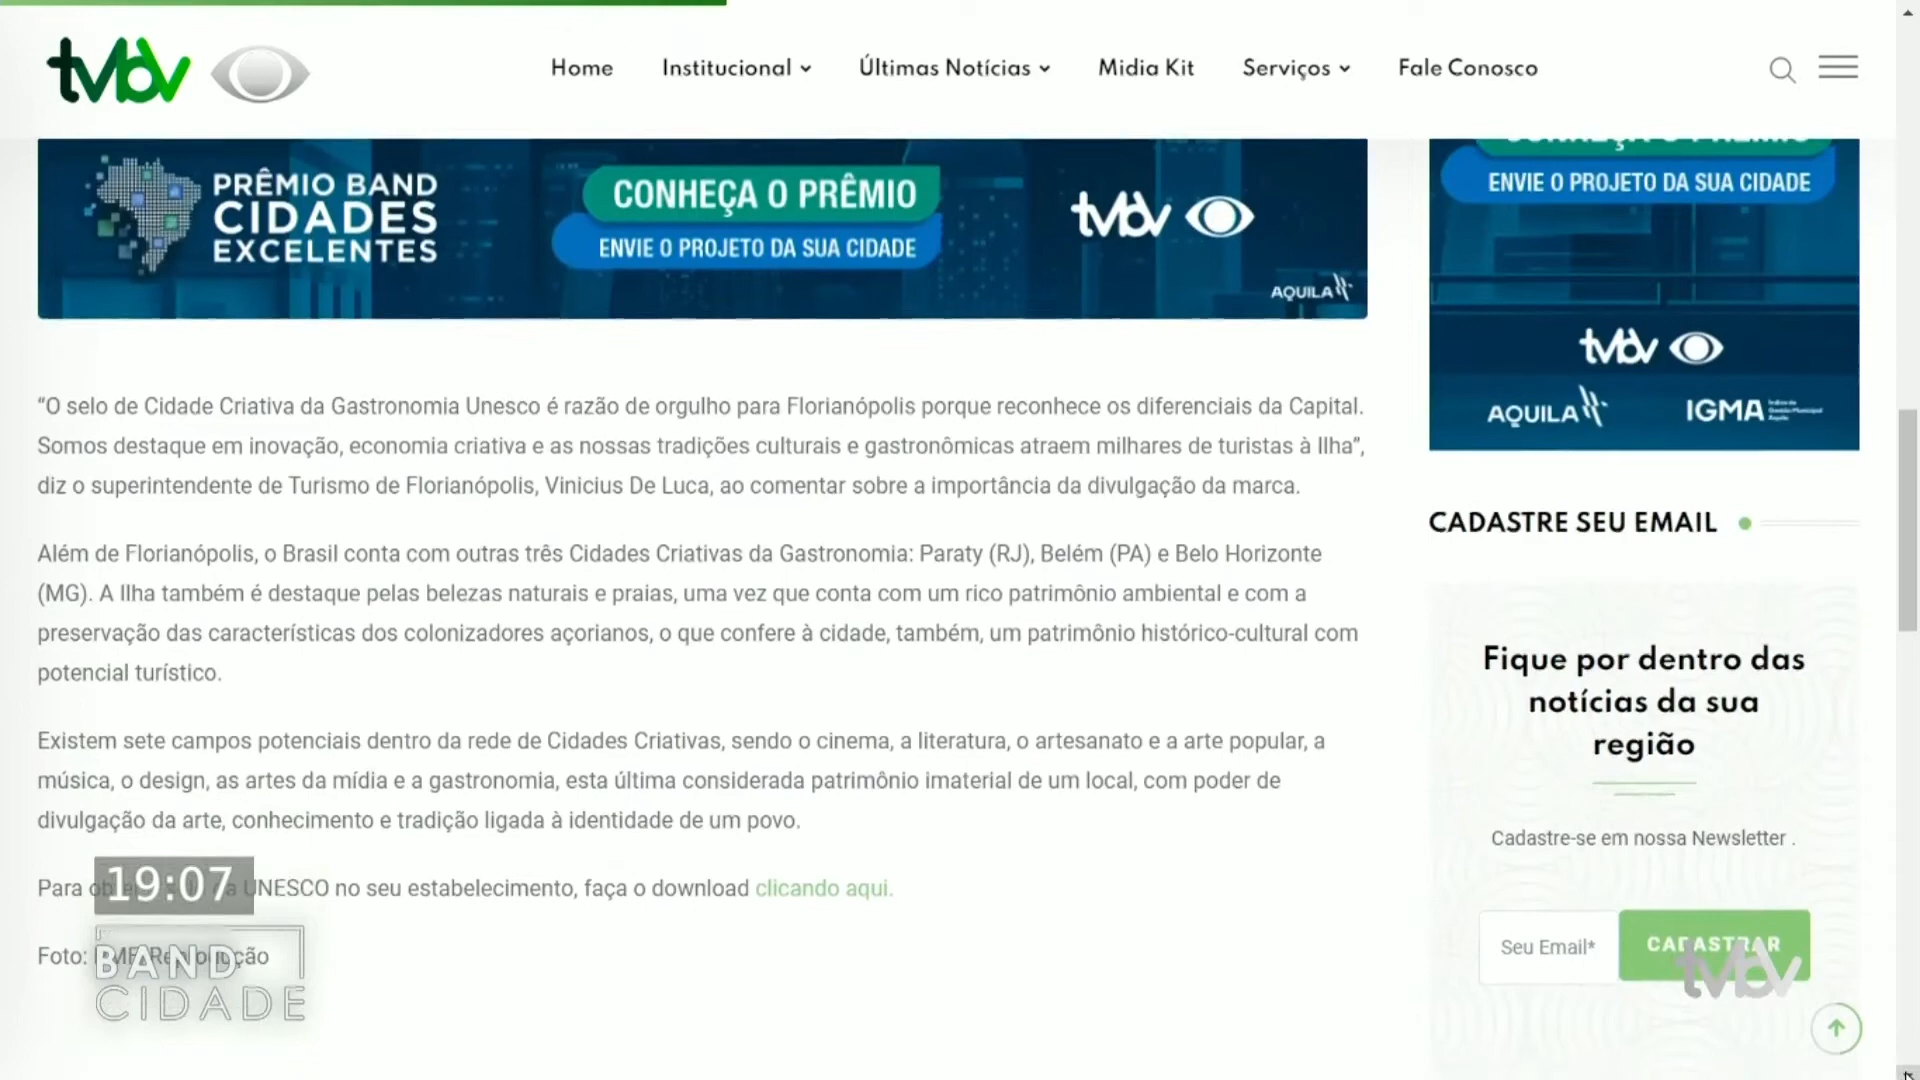 tvbv
Home
Institucional
Últimas Notícias
Midia Kit
Serviços
Fale Conosco
PRÊMIO BAND
CIDADES
EXCELENTES
CONHEÇA O PRÊMIO
ENVIE O PROJETO DA SUA CIDADE
tvbv
AQUILA
CONHEÇA O PRÊMIO
ENVIE O PROJETO DA SUA CIDADE
tvbv
AQUILA
IGMA
“O selo de Cidade Criativa da Gastronomia Unesco é razão de orgulho para Florianópolis porque reconhece os diferenciais da Capital.
Somos destaque em inovação, economia criativa e as nossas tradições culturais e gastronômicas atraem milhares de turistas à Ilha”,
diz o superintendente de Turismo de Florianópolis, Vinicius De Luca, ao comentar sobre a importância da divulgação da marca.
Além de Florianópolis, o Brasil conta com outras três Cidades Criativas da Gastronomia: Paraty (RJ), Belém (PA) e Belo Horizonte
(MG). A Ilha também é destaque pelas belezas naturais e praias, uma vez que conta com um rico patrimônio ambiental e com a
preservação das características dos colonizadores açorianos, o que confere à cidade, também, um patrimônio histórico-cultural com
potencial turístico.
Existem sete campos potenciais dentro da rede de Cidades Criativas, sendo o cinema, a literatura, o artesanato e a arte popular, a
música, o design, as artes da mídia e a gastronomia, esta última considerada patrimônio imaterial de um local, com poder de
divulgação da arte, conhecimento e tradição ligada à identidade de um povo.
Para UNESCO no seu estabelecimento, faça o download clicando aqui.
Foto: Reprodução
19:07
BAND
CIDADE
CADASTRE SEU EMAIL
Fique por dentro das
notícias da sua
região
Cadastre-se em nossa Newsletter .
Seu Email*
CADASTRAR
tvbv